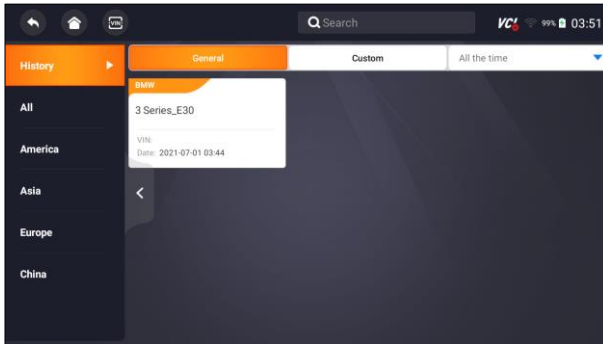 VIN
Search
VCI
99%
03:51
History
General
Custom
All the time
BMW
3 Series_E30
VIN:
Date: 2021-07-01 03:44
All
America
Asia
Europe
China